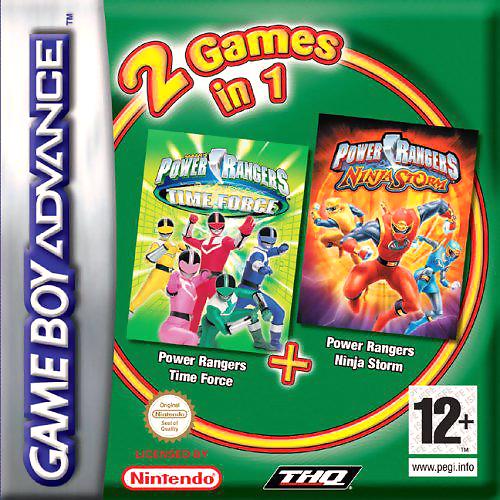 GAME BOY ADVANCE™
2 Games
in 1
POWER RANGERS
TIME FORCE
POWER RANGERS
NINJA STORM
Power Rangers
Time Force
+
Power Rangers
Ninja Storm
Original
Nintendo
Seal of
Quality
LICENSED BY
Nintendo
THQ
12+
www.pegi.info